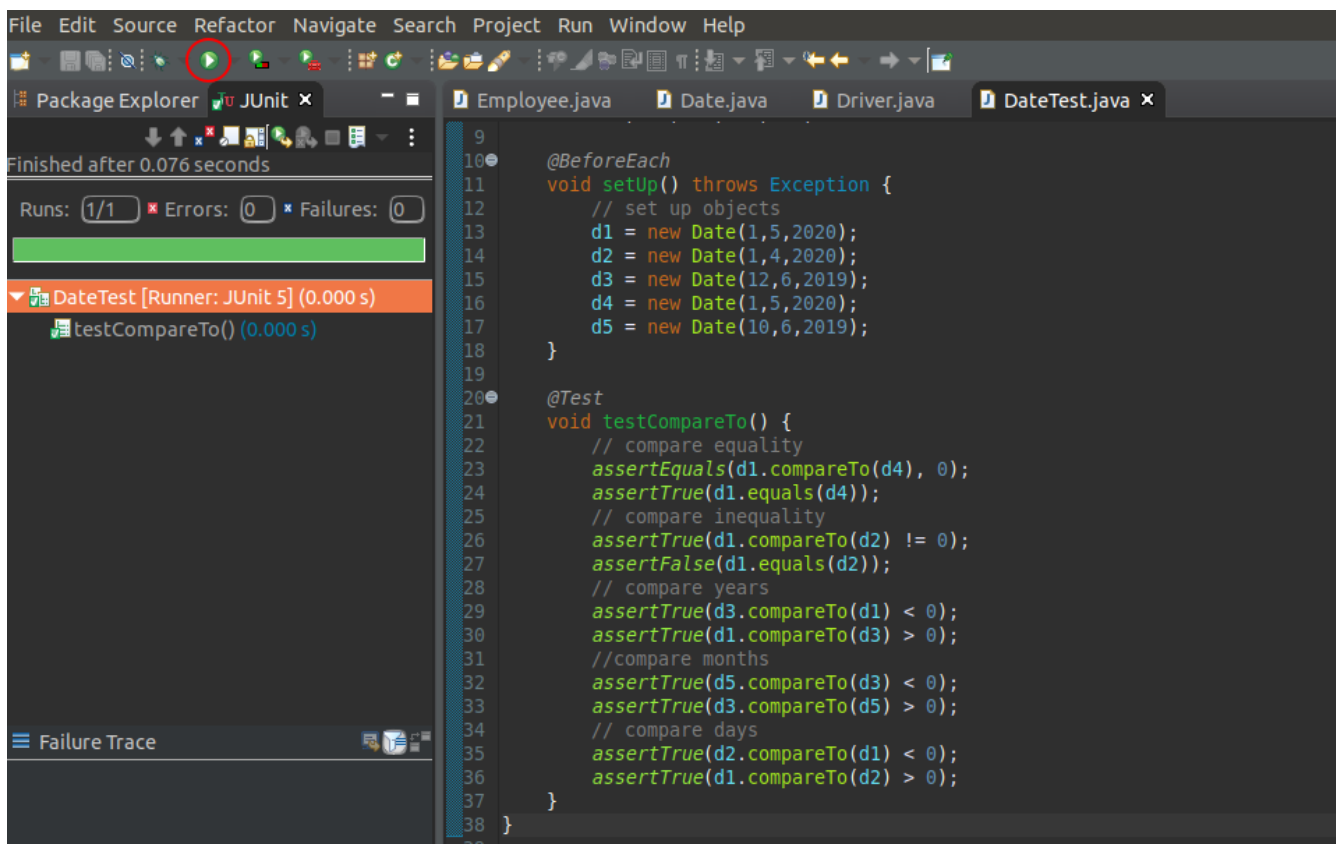 File Edit Source Refactor Navigate Search Project Run Window Help
Package Explorer JUnit
Employee.java Date.java Driver.java DateTest.java
Finished after 0.076 seconds
Runs: 1/1 Errors: 0 Failures: 0
DateTest [Runner: JUnit 5] (0.000 s)
testCompareTo() (0.000 s)
Failure Trace
9
10 @BeforeEach
11 void setUp() throws Exception {
12 // set up objects
13 d1 = new Date(1,5,2020);
14 d2 = new Date(1,4,2020);
15 d3 = new Date(12,6,2019);
16 d4 = new Date(1,5,2020);
17 d5 = new Date(10,6,2019);
18 }
19
20 @Test
21 void testCompareTo() {
22 // compare equality
23 assertEquals(d1.compareTo(d4), 0);
24 assertTrue(d1.equals(d4));
25 // compare inequality
26 assertTrue(d1.compareTo(d2) != 0);
27 assertFalse(d1.equals(d2));
28 // compare years
29 assertTrue(d3.compareTo(d1) < 0);
30 assertTrue(d1.compareTo(d3) > 0);
31 //compare months
32 assertTrue(d5.compareTo(d3) < 0);
33 assertTrue(d3.compareTo(d5) > 0);
34 // compare days
35 assertTrue(d2.compareTo(d1) < 0);
36 assertTrue(d1.compareTo(d2) > 0);
37 }
38 }